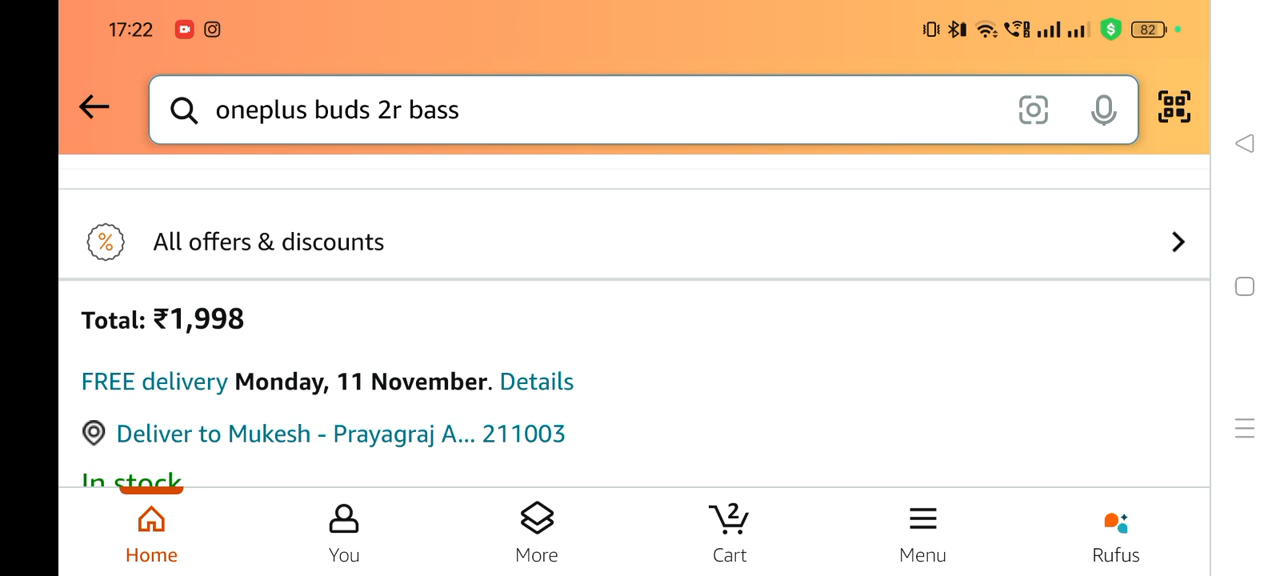 17:22 82
oneplus buds 2r bass
All offers & discounts
Total: ₹1,998
FREE delivery Monday, 11 November. Details
Deliver to Mukesh - Prayagraj A... 211003
In stock
2
Home You More Cart Menu Rufus